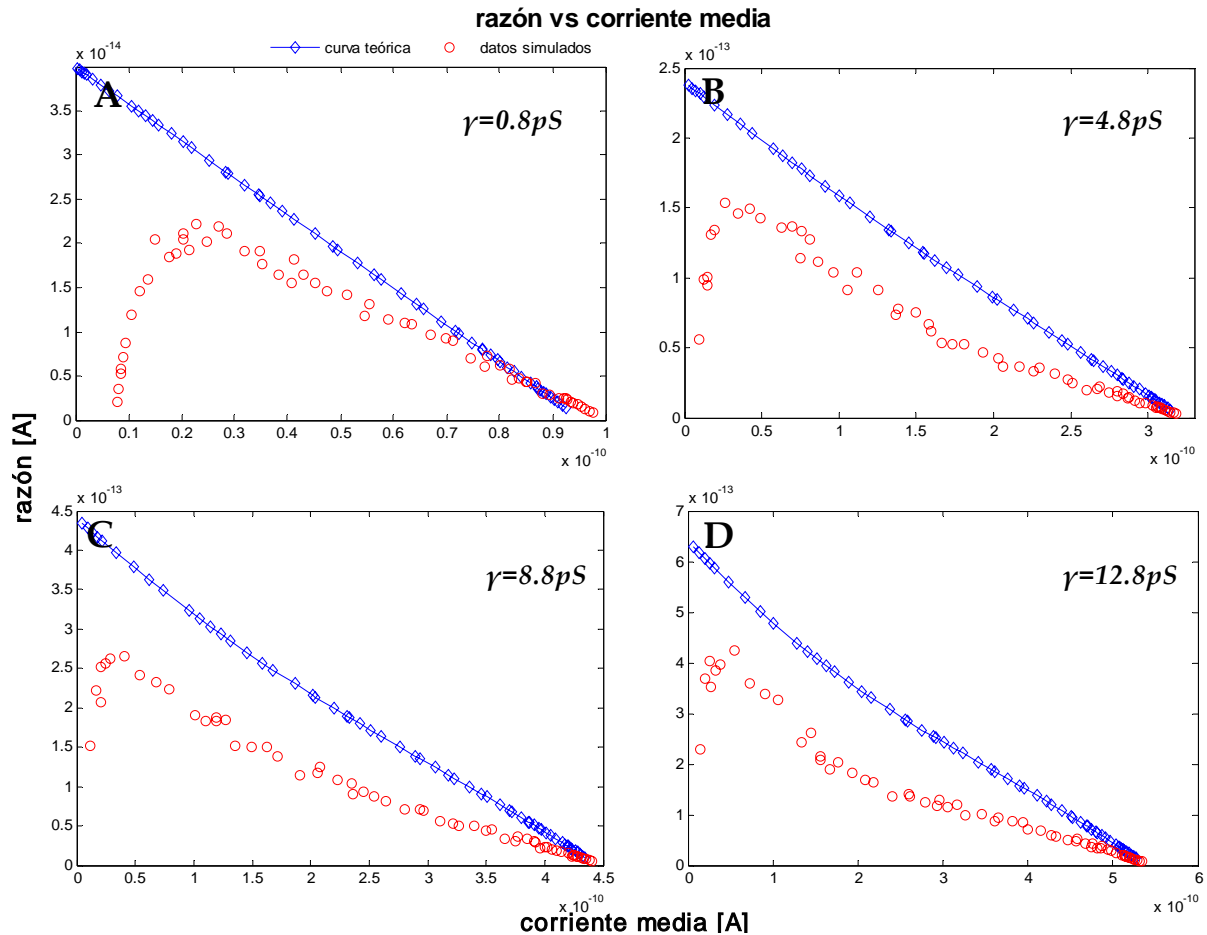 razón vs corriente media
curva teórica datos simulados
x 10-14
A
γ=0.8pS
0 0.5 1 1.5 2 2.5 3 3.5
0 0.1 0.2 0.3 0.4 0.5 0.6 0.7 0.8 0.9 1
x 10-10
x 10-13
B
γ=4.8pS
0 0.5 1 1.5 2 2.5
0 0.5 1 1.5 2 2.5 3
x 10-10
razón [A]
x 10-13
C
γ=8.8pS
0 0.5 1 1.5 2 2.5 3 3.5 4 4.5
0 0.5 1 1.5 2 2.5 3 3.5 4 4.5
x 10-10
x 10-13
D
γ=12.8pS
0 1 2 3 4 5 6 7
0 1 2 3 4 5 6
x 10-10
corriente media [A]